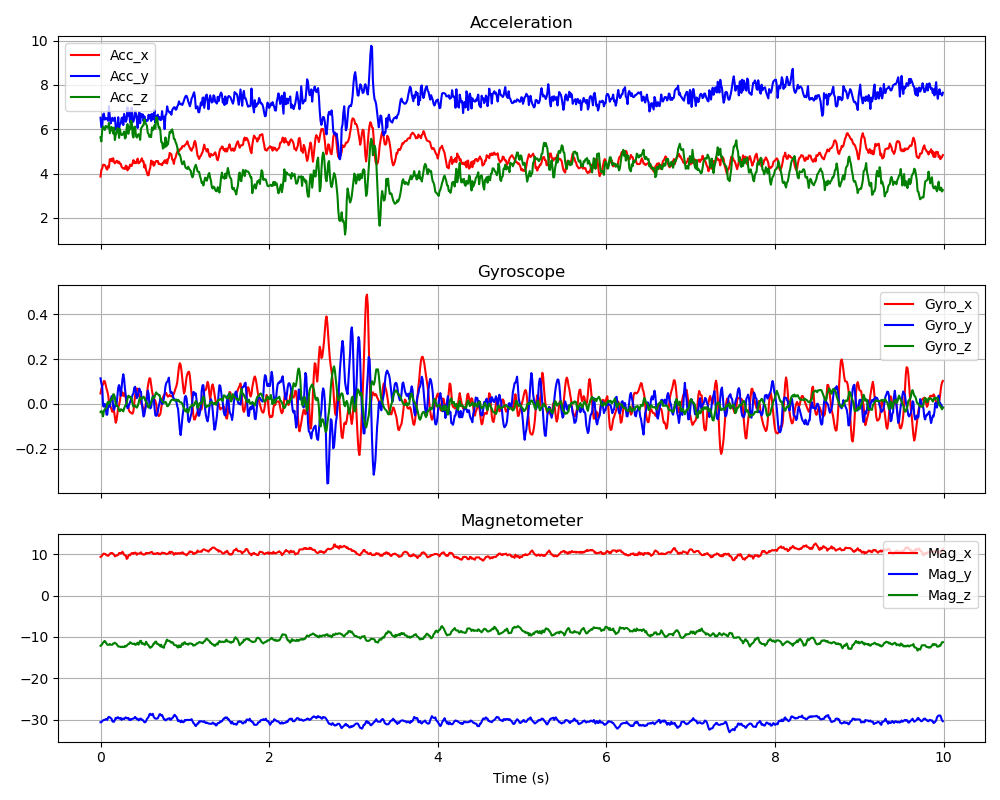 Acceleration
10
8
6
4
2
Acc_x
Acc_y
Acc_z
Gyroscope
0.4
0.2
0.0
−0.2
Gyro_x
Gyro_y
Gyro_z
Magnetometer
10
0
−10
−20
−30
Mag_x
Mag_y
Mag_z
0 2 4 6 8 10
Time (s)